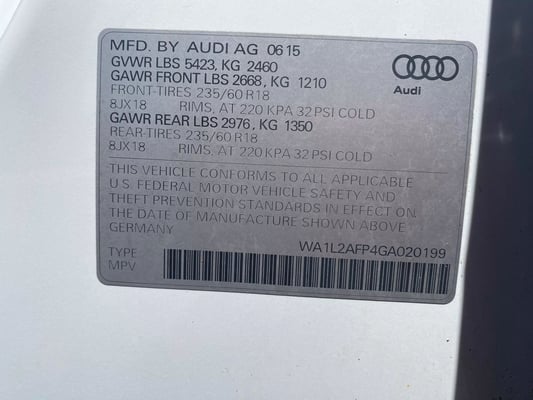 MFD. BY AUDI AG 06 15
GVWR LBS 5423, KG 2460
GAWR FRONT LBS 2668, KG 1210
FRONT-TIRES 235/60 R18
8JX18 RIMS, AT 220 KPA 32 PSI COLD
GAWR REAR LBS 2976, KG 1350
REAR-TIRES 235/60 R18
8JX18 RIMS, AT 220 KPA 32 PSI COLD
Audi
THIS VEHICLE CONFORMS TO ALL APPLICABLE
U.S. FEDERAL MOTOR VEHICLE SAFETY AND
THEFT PREVENTION STANDARDS IN EFFECT ON
THE DATE OF MANUFACTURE SHOWN ABOVE
GERMANY
WA1L2AFP4GA020199
TYPE
MPV